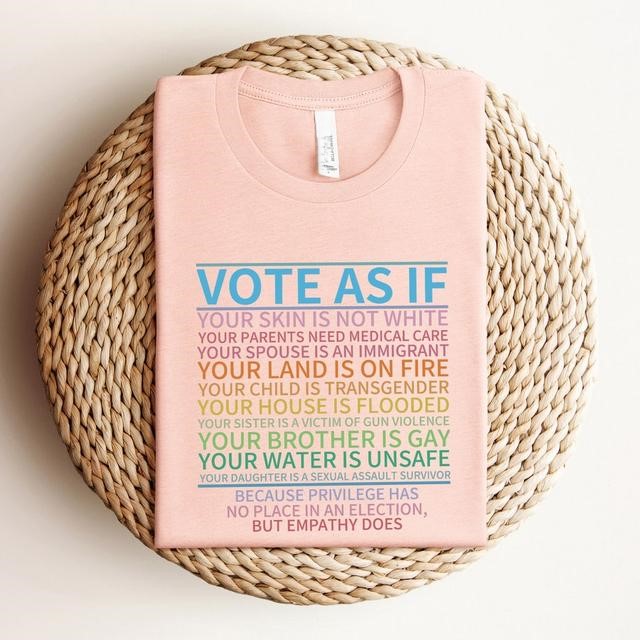 VOTE AS IF
YOUR SKIN IS NOT WHITE
YOUR PARENTS NEED MEDICAL CARE
YOUR SPOUSE IS AN IMMIGRANT
YOUR LAND IS ON FIRE
YOUR CHILD IS TRANSGENDER
YOUR HOUSE IS FLOODED
YOUR SISTER IS A VICTIM OF GUN VIOLENCE
YOUR BROTHER IS GAY
YOUR WATER IS UNSAFE
YOUR DAUGHTER IS A SEXUAL ASSAULT SURVIVOR
BECAUSE PRIVILEGE HAS
NO PLACE IN AN ELECTION,
BUT EMPATHY DOES